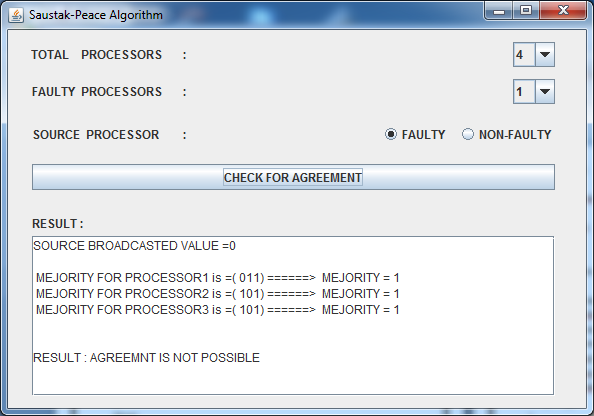 Saustak-Peace Algorithm
TOTAL PROCESSORS : 4
FAULTY PROCESSORS : 1
SOURCE PROCESSOR : FAULTY NON-FAULTY
CHECK FOR AGREEMENT
RESULT :
SOURCE BROADCASTED VALUE =0
MEJORITY FOR PROCESSOR1 is =( 011) ======> MEJORITY = 1
MEJORITY FOR PROCESSOR2 is =( 101) ======> MEJORITY = 1
MEJORITY FOR PROCESSOR3 is =( 101) ======> MEJORITY = 1
RESULT : AGREEMNT IS NOT POSSIBLE